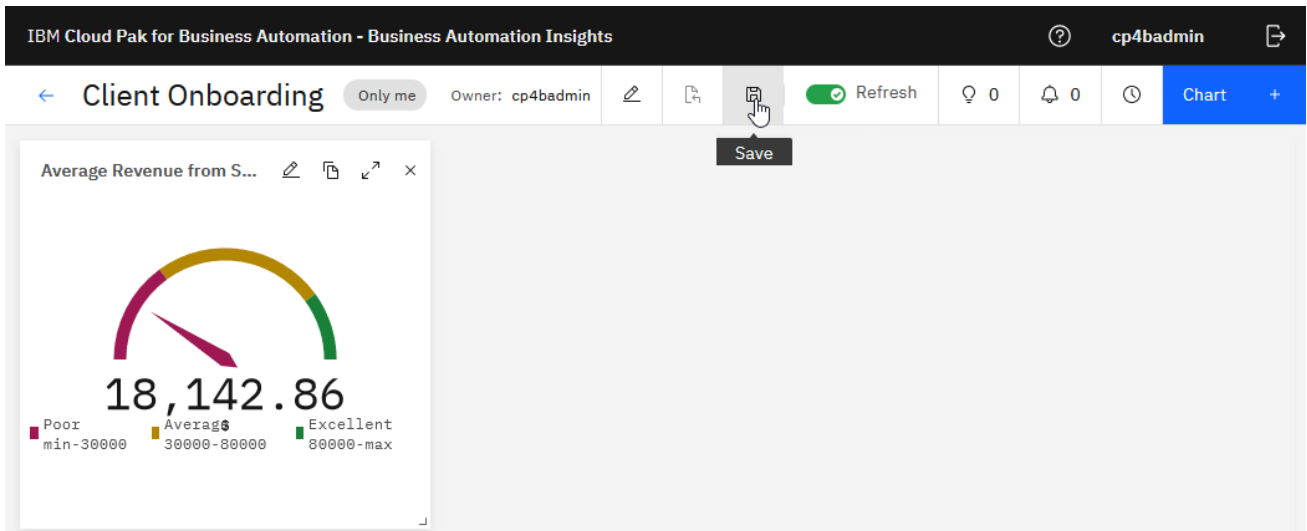 IBM Cloud Pak for Business Automation - Business Automation Insights cp4badmin
Client Onboarding Only me Owner: cp4badmin Refresh 0 0 Chart +
Save
Average Revenue from S...
18,142.86
Poor Averag$ Excellent
min-30000 30000-80000 80000-max